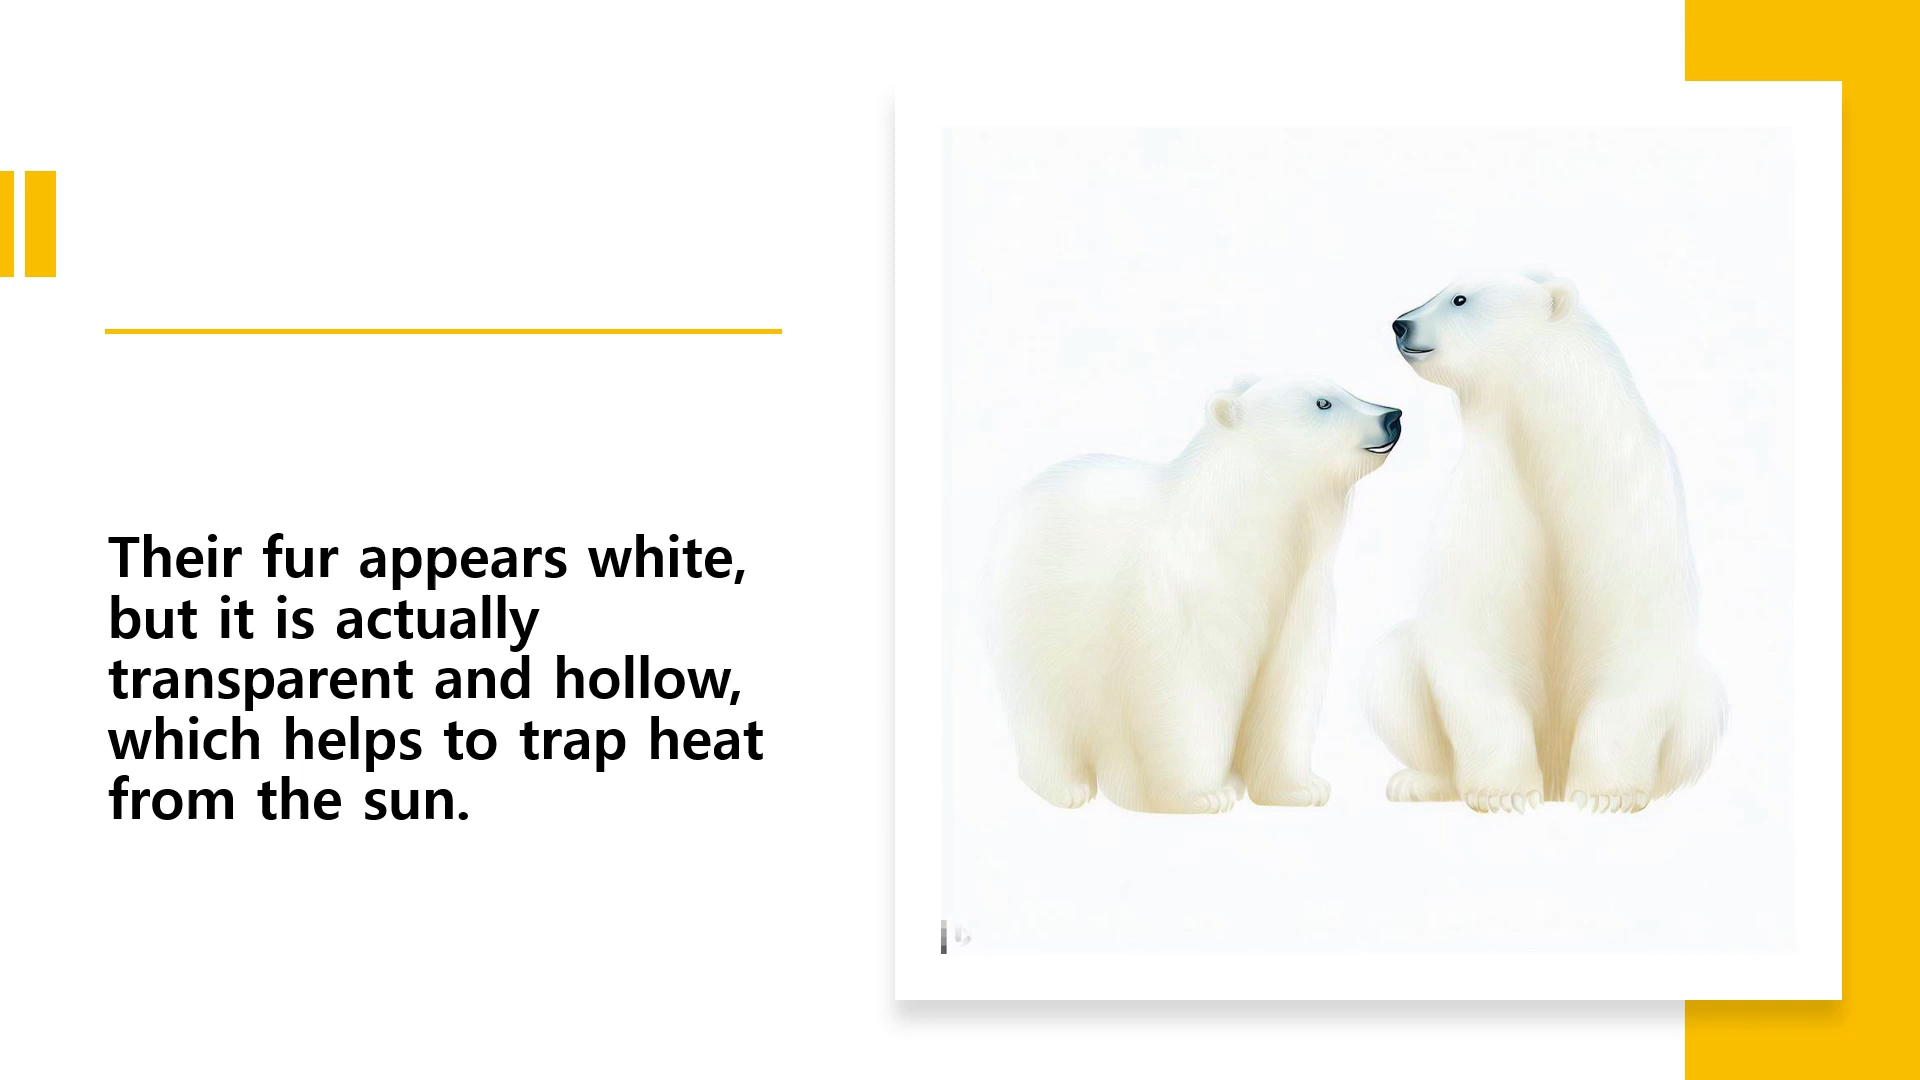 Their fur appears white,
but it is actually
transparent and hollow,
which helps to trap heat
from the sun.